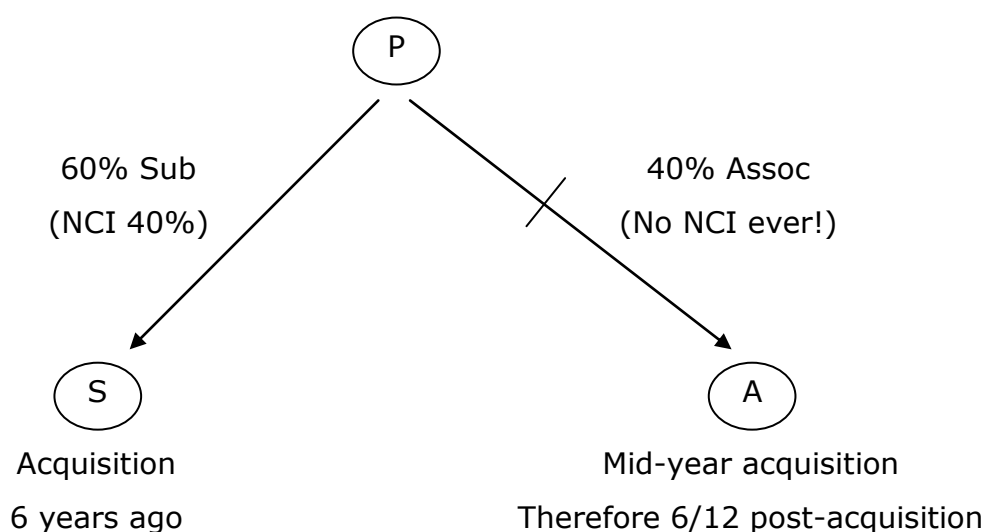 P
60% Sub
(NCI 40%)
40% Assoc
(No NCI ever!)
S
A
Acquisition
6 years ago
Mid-year acquisition
Therefore 6/12 post-acquisition